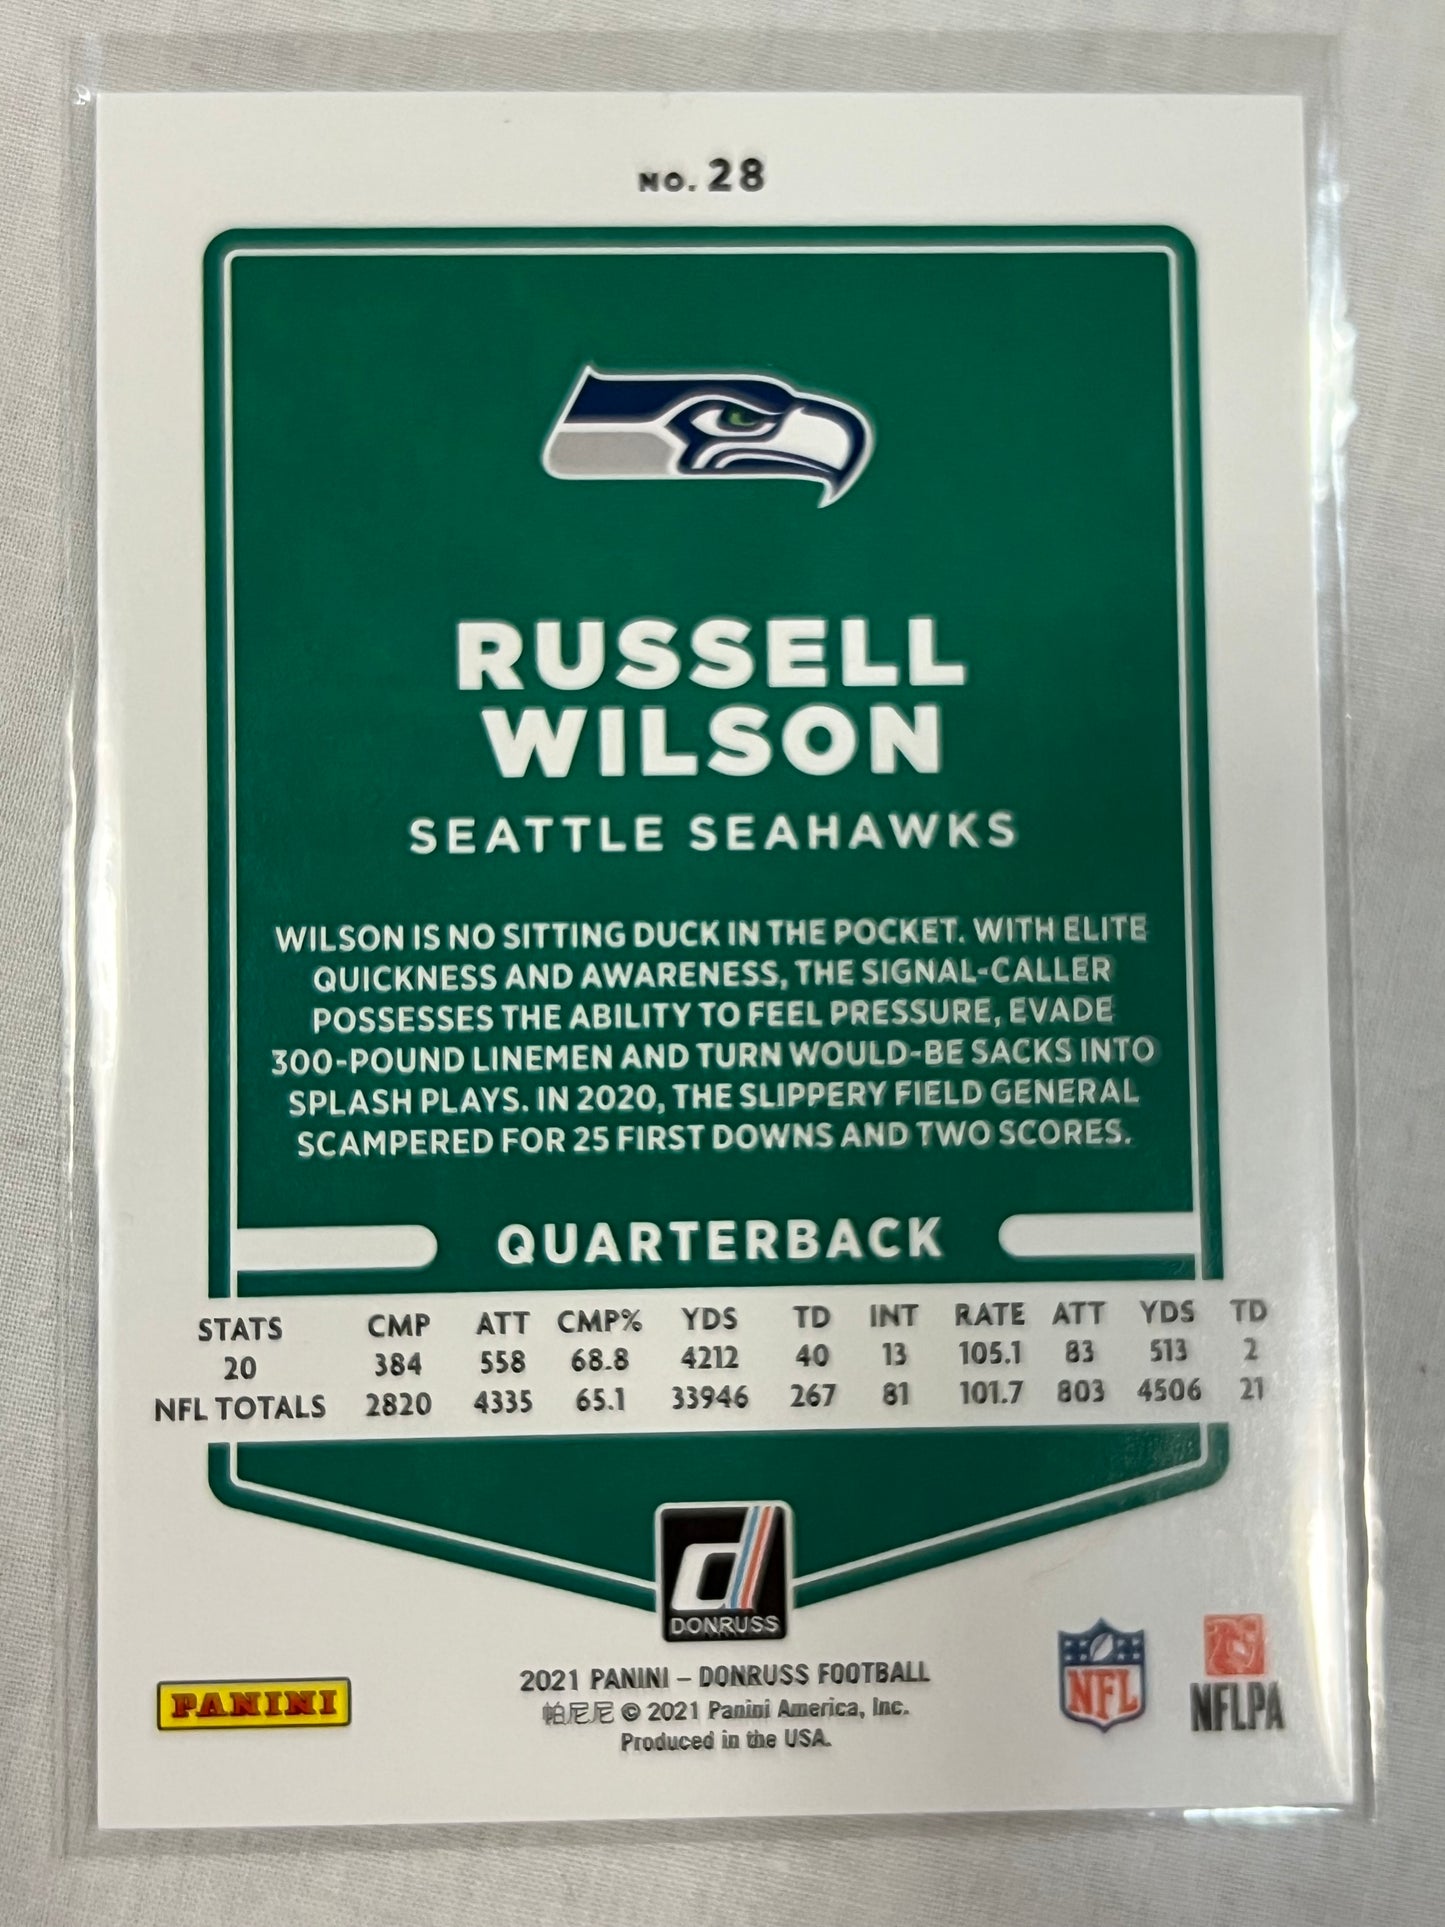 NO. 28
RUSSELL
WILSON
SEATTLE SEAHAWKS
WILSON IS NO SITTING DUCK IN THE POCKET. WITH ELITE
QUICKNESS AND AWARENESS, THE SIGNAL-CALLER
POSSESSES THE ABILITY TO FEEL PRESSURE, EVADE
300-POUND LINEMEN AND TURN WOULD-BE SACKS INTO
SPLASH PLAYS. IN 2020, THE SLIPPERY FIELD GENERAL
SCAMPERED FOR 25 FIRST DOWNS AND TWO SCORES.
QUARTERBACK
STATS CMP ATT CMP% YDS TD INT RATE ATT YDS TD
20 384 558 68.8 4212 40 13 105.1 83 513 2
NFL TOTALS 2820 4335 65.1 33946 267 81 101.7 803 4506 21
d
DONRUSS
2021 PANINI – DONRUSS FOOTBALL
帕尼尼 © 2021 Panini America, Inc.
Produced in the USA.
PANINI
NFL
NFLPA